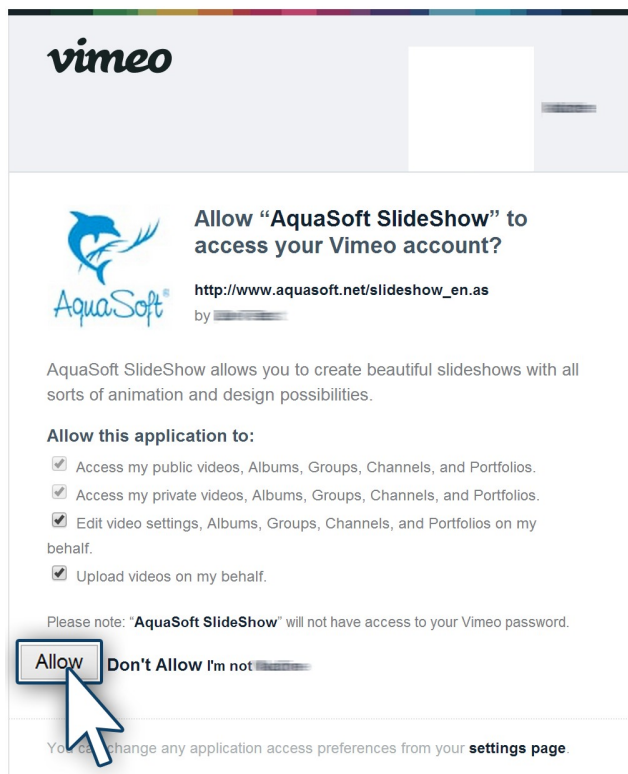 vimeo
Allow “AquaSoft SlideShow” to
access your Vimeo account?
AquaSoft®
http://www.aquasoft.net/slideshow_en.as
by
AquaSoft SlideShow allows you to create beautiful slideshows with all
sorts of animation and design possibilities.
Allow this application to:
Access my public videos, Albums, Groups, Channels, and Portfolios.
Access my private videos, Albums, Groups, Channels, and Portfolios.
Edit video settings, Albums, Groups, Channels, and Portfolios on my
behalf.
Upload videos on my behalf.
Please note: “AquaSoft SlideShow” will not have access to your Vimeo password.
Allow Don't Allow I'm not
You can change any application access preferences from your settings page.